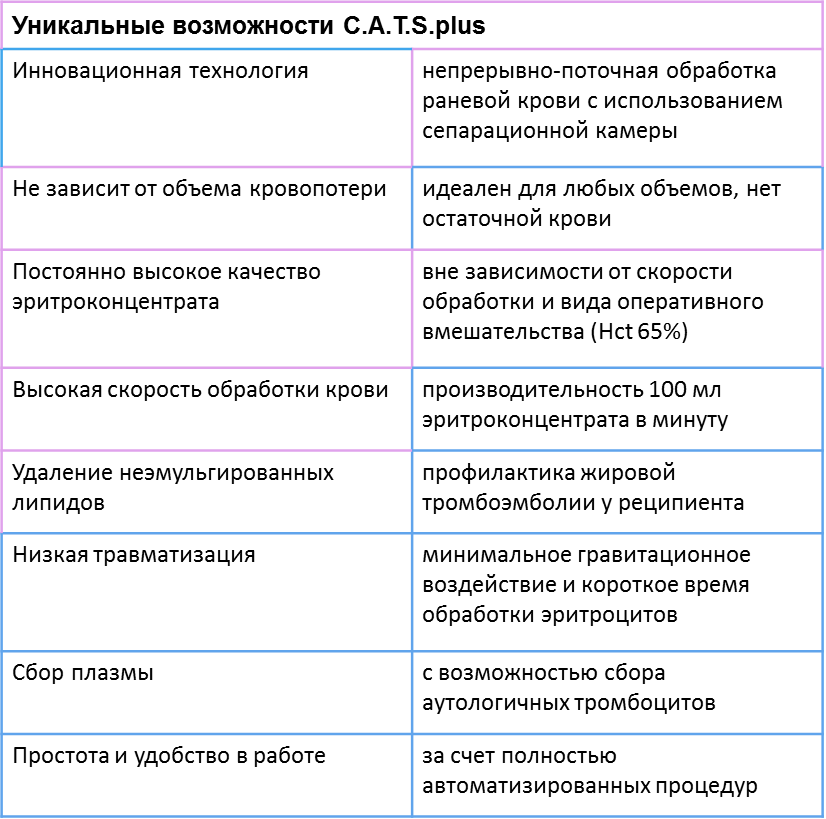 Уникальные возможности C.A.T.S.plus
Инновационная технология
непрерывно-поточная обработка
раневой крови с использованием
сепарационной камеры
Не зависит от объема кровопотери
идеален для любых объемов, нет
остаточной крови
Постоянно высокое качество
эритроконцентрата
вне зависимости от скорости
обработки и вида оперативного
вмешательства (Hct 65%)
Высокая скорость обработки крови
производительность 100 мл
эритроконцентрата в минуту
Удаление неэмульгированных
липидов
профилактика жировой
тромбоэмболии у реципиента
Низкая травматизация
минимальное гравитационное
воздействие и короткое время
обработки эритроцитов
Сбор плазмы
с возможностью сбора
аутологичных тромбоцитов
Простота и удобство в работе
за счет полностью
автоматизированных процедур